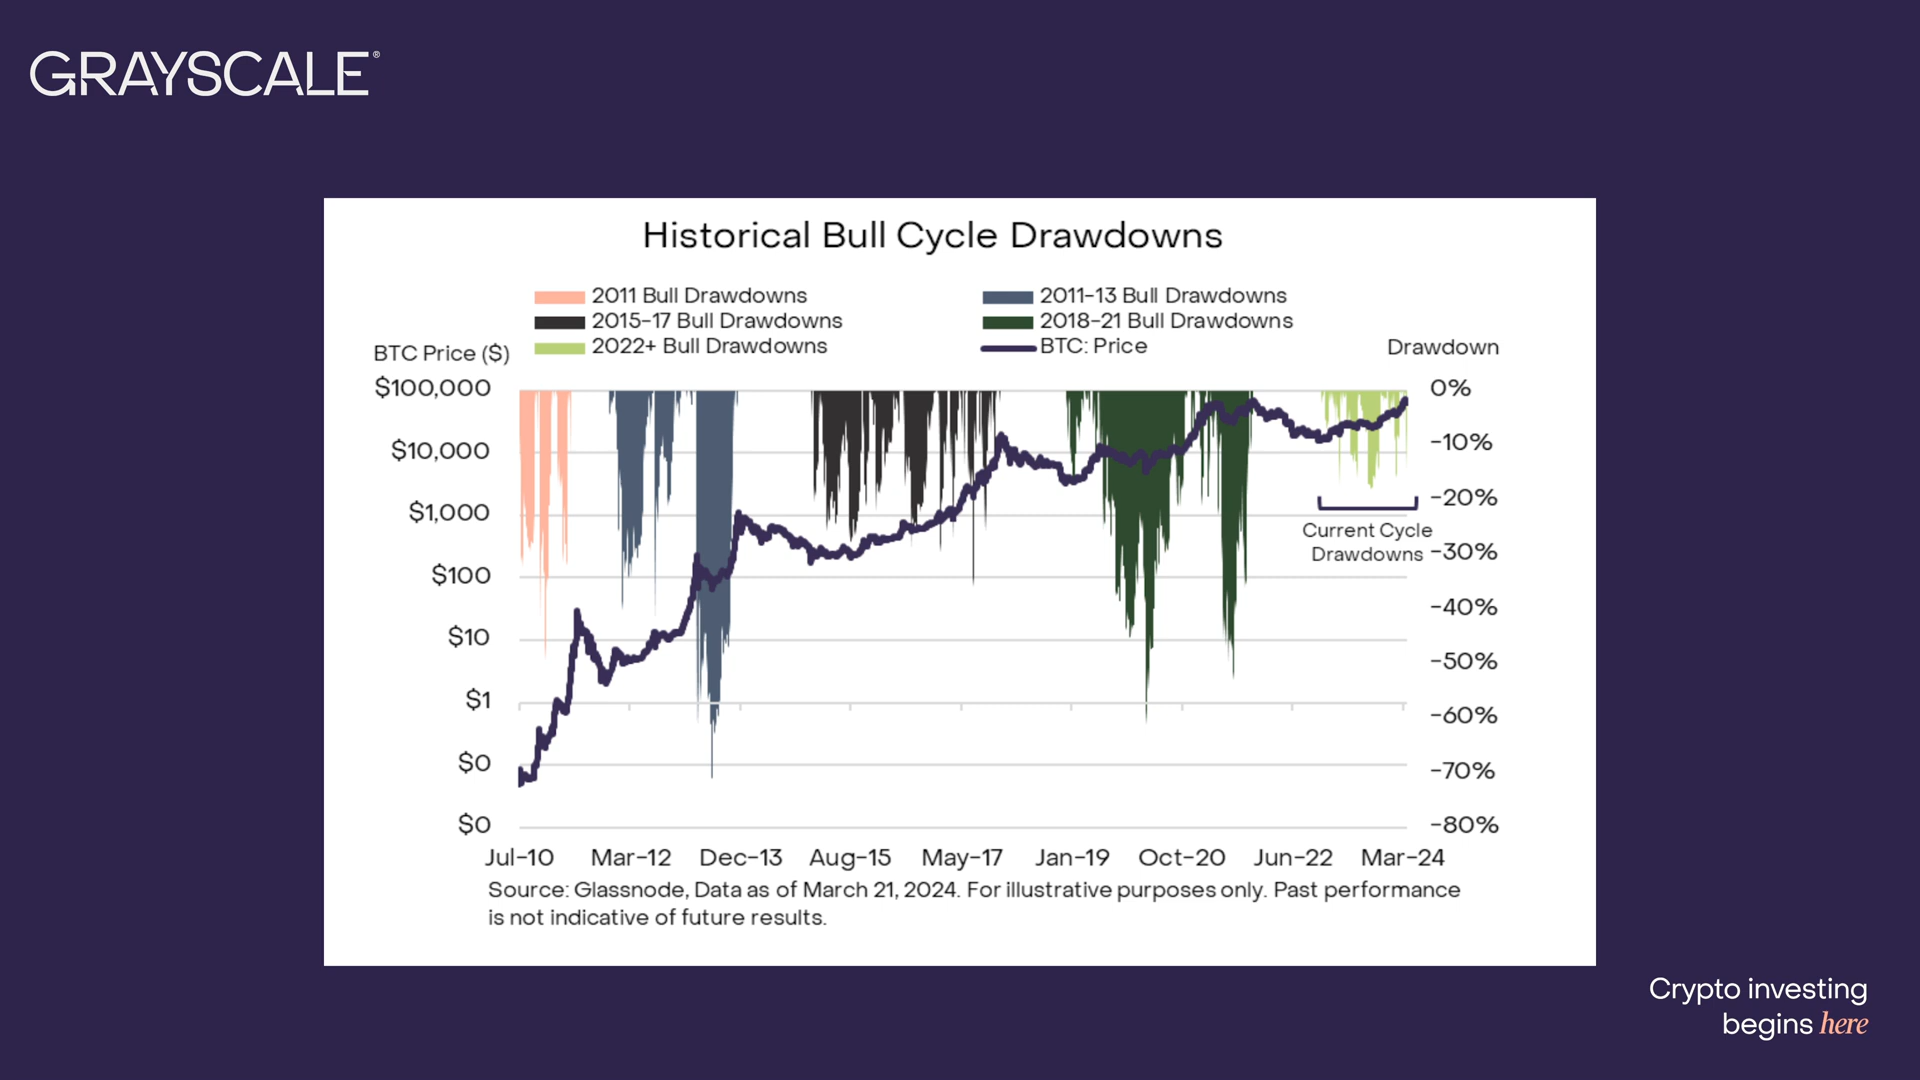 GRAYSCALE®
Historical Bull Cycle Drawdowns
2011 Bull Drawdowns
2011-13 Bull Drawdowns
2015-17 Bull Drawdowns
2018-21 Bull Drawdowns
2022+ Bull Drawdowns
BTC: Price
BTC Price ($)
Drawdown
$100,000
$10,000
$1,000
$100
$10
$1
$0
$0
0%
-10%
-20%
-30%
-40%
-50%
-60%
-70%
-80%
Current Cycle
Drawdowns
Jul-10 Mar-12 Dec-13 Aug-15 May-17 Jan-19 Oct-20 Jun-22 Mar-24
Source: Glassnode, Data as of March 21, 2024. For illustrative purposes only. Past performance
is not indicative of future results.
Crypto investing
begins here